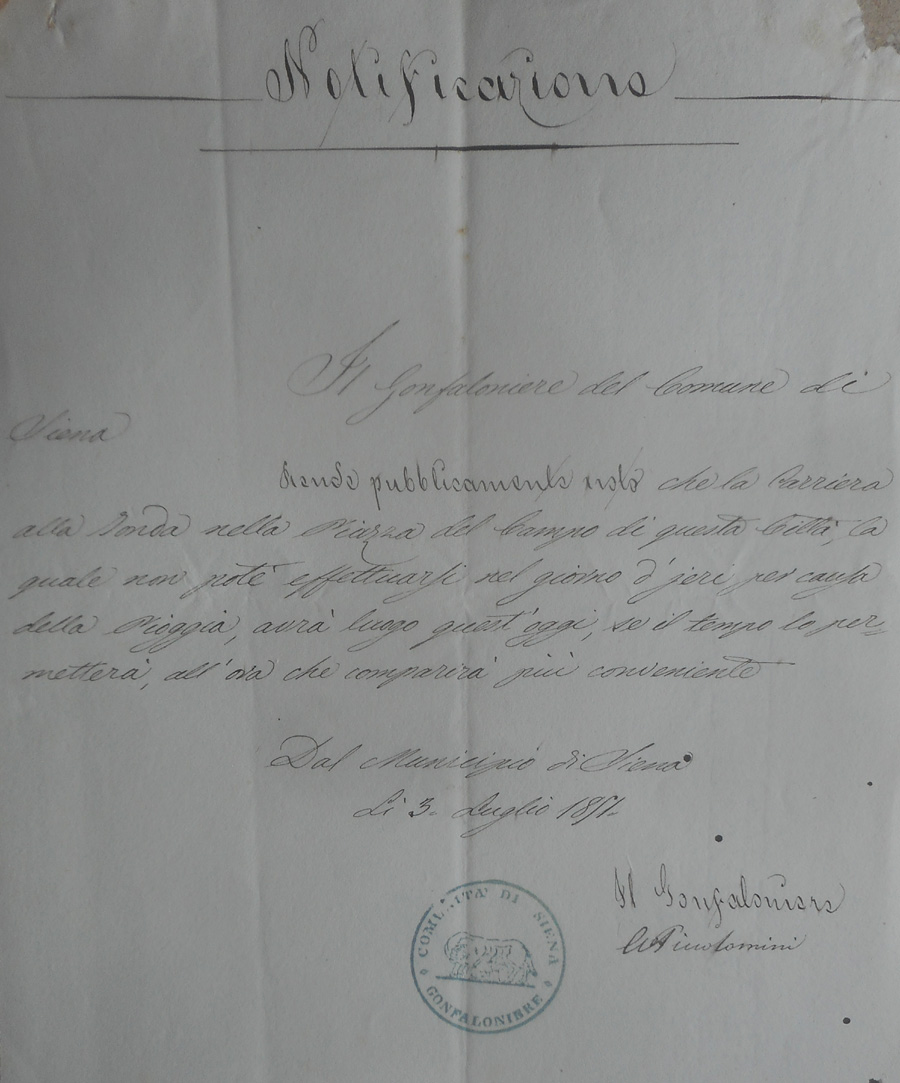 Notificazione
Il Gonfaloniere del Comune di
Siena
Rende pubblicamente noto che la Carriera
alla Tonda nella Piazza del Campo di questa Città, la
quale non potè effettuarsi nel giorno d'jeri per causa
della Pioggia, avrà luogo quest'oggi, se il tempo lo per=
metterà, all'ora che comparirà più conveniente
Dal Municipio di Siena
Li 3. Luglio 1851.
Il Gonfaloniere
Piccolomini
COMUNITA' DI SIENA
GONFALONIERE